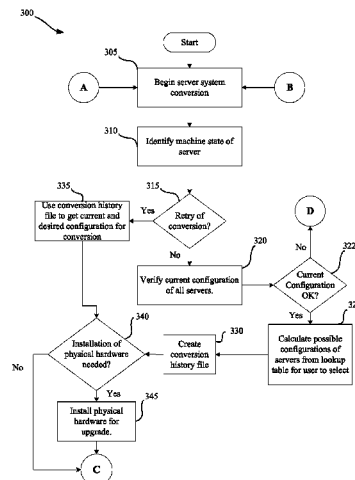 300
Start
305
A
Begin server system
conversion
B
310
Identify machine state of
server
335
Use conversion history
file to get current and
desired configuration for
conversion
315
Yes
Retry of
conversion?
No
D
No
320
Verify current configuration
of all servers.
322
Current
Configuration
OK?
Yes
340
Installation of
physical hardware
needed?
330
Create
conversion
history file
Calculate possible
configurations of
servers from lookup
table for user to select
No
Yes
345
Install physical
hardware for
upgrade.
C